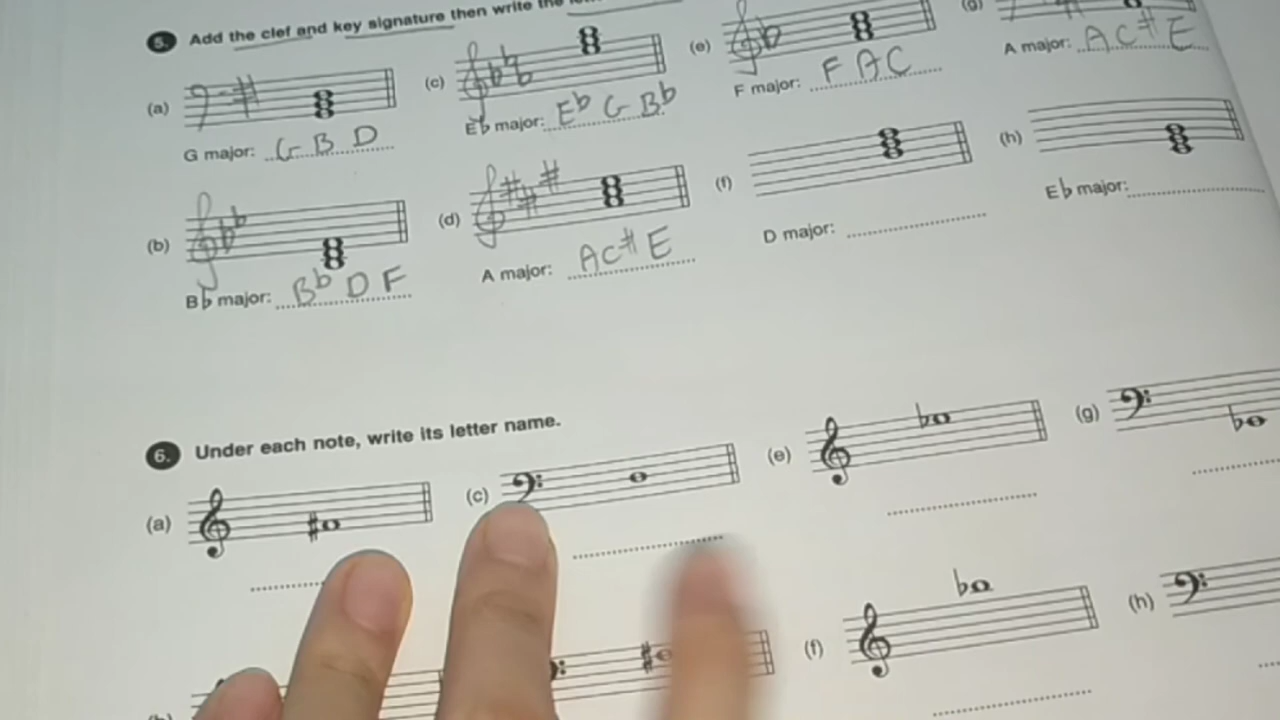 5. Add the clef and key signature then write the
(a)
G major: G B D
(b)
B♭ major: B♭ D F
(c)
E♭ major: E♭ G B♭
(d)
A major: A C# E
(e)
F major: F A C
(f)
D major:
(g)
A major: A C# E
(h)
E♭ major:
6. Under each note, write its letter name.
(a)
(b)
(c)
(e)
(f)
(g)
(h)